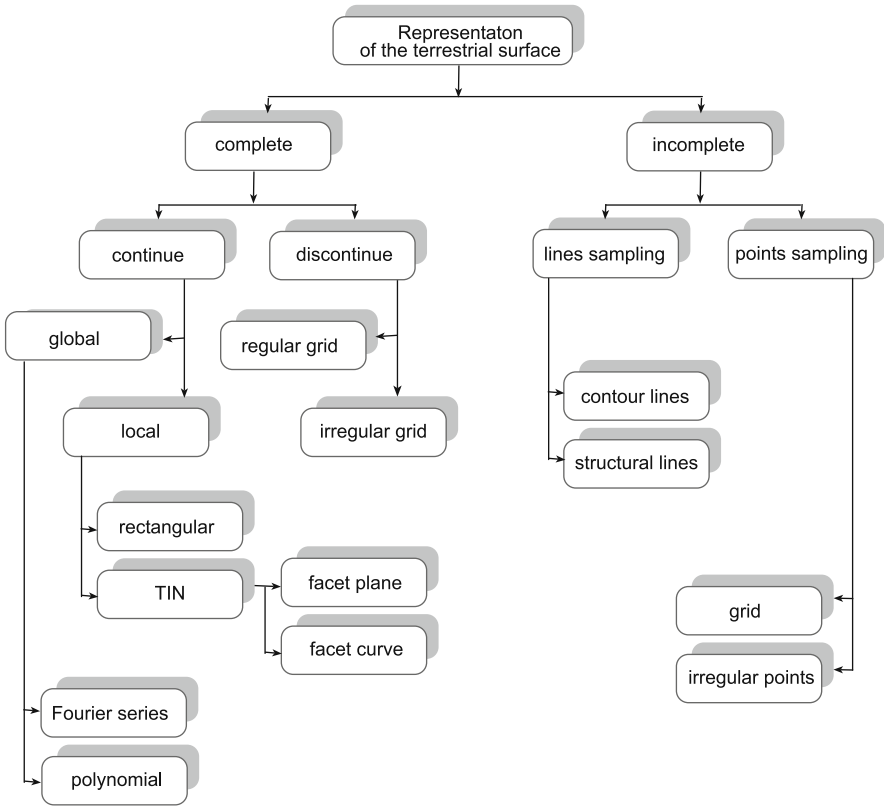 Representaton
of the terrestrial surface
complete
incomplete
continue
discontinue
lines sampling
points sampling
global
regular grid
local
irregular grid
contour lines
structural lines
rectangular
TIN
facet plane
facet curve
grid
irregular points
Fourier series
polynomial